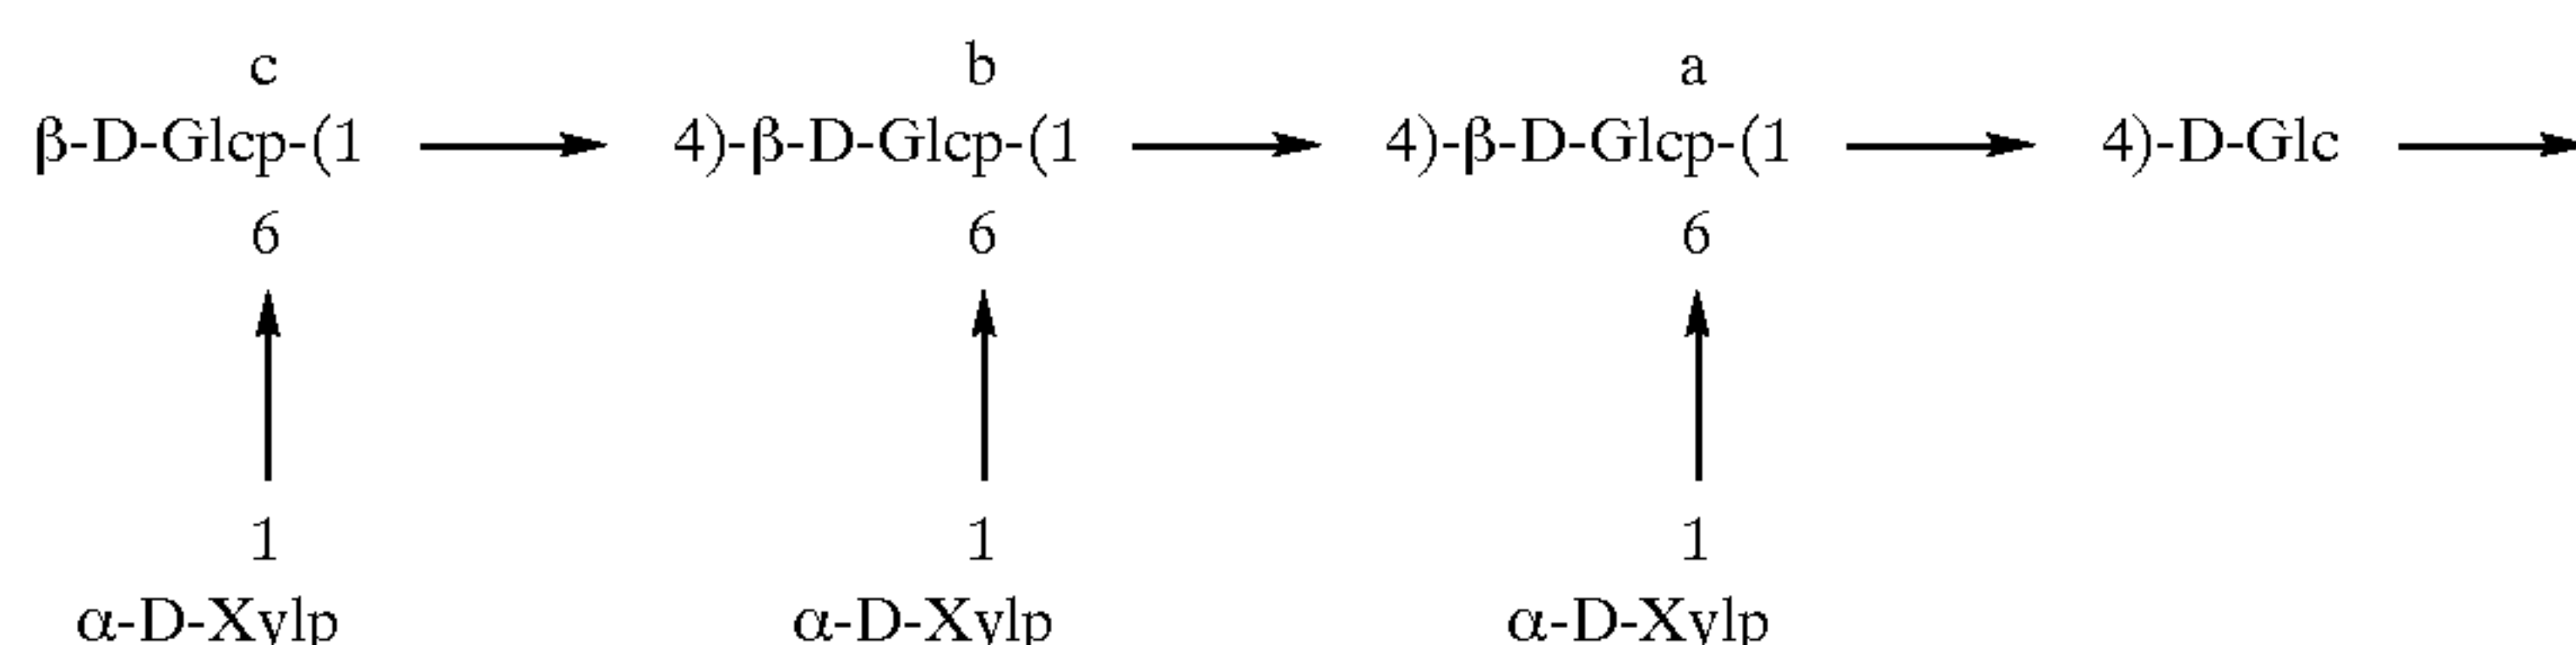 c b a
β-D-Glcp-(1 → 4)-β-D-Glcp-(1 → 4)-β-D-Glcp-(1 → 4)-D-Glc →
6 6 6
1 1 1
α-D-Xylp α-D-Xylp α-D-Xylp